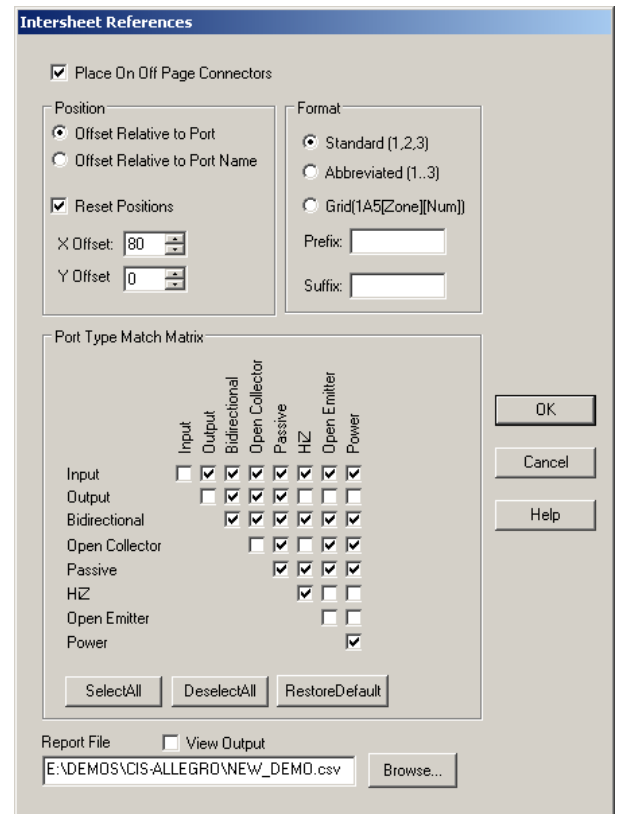 Intersheet References
Place On Off Page Connectors
Position
Offset Relative to Port
Offset Relative to Port Name
Reset Positions
X Offset: 80
Y Offset 0
Format
Standard (1,2,3)
Abbreviated (1..3)
Grid(1A5[Zone][Num])
Prefix:
Suffix:
Port Type Match Matrix
Input
Output
Bidirectional
Open Collector
Passive
HiZ
Open Emitter
Power
Input
Output
Bidirectional
Open Collector
Passive
HiZ
Open Emitter
Power
SelectAll DeselectAll RestoreDefault
OK
Cancel
Help
Report File View Output
E:\DEMOS\CIS-ALLEGRO\NEW_DEMO.csv Browse...